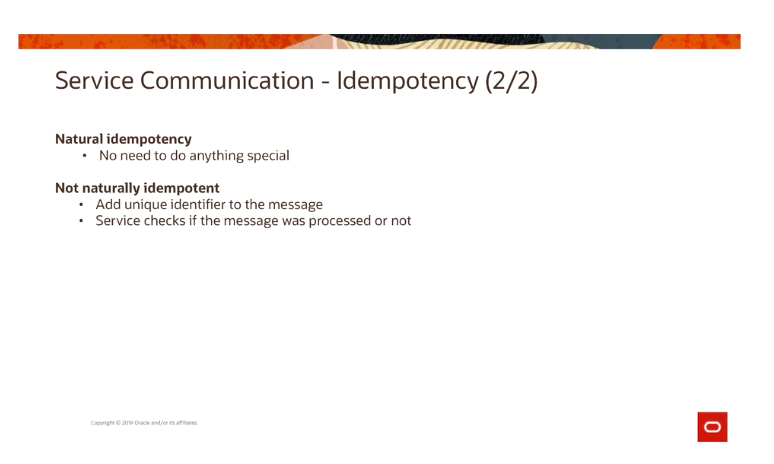 Service Communication - Idempotency (2/2)
Natural idempotency
• No need to do anything special
Not naturally idempotent
• Add unique identifier to the message
• Service checks if the message was processed or not
Copyright © 2019 Oracle and/or its affiliates.